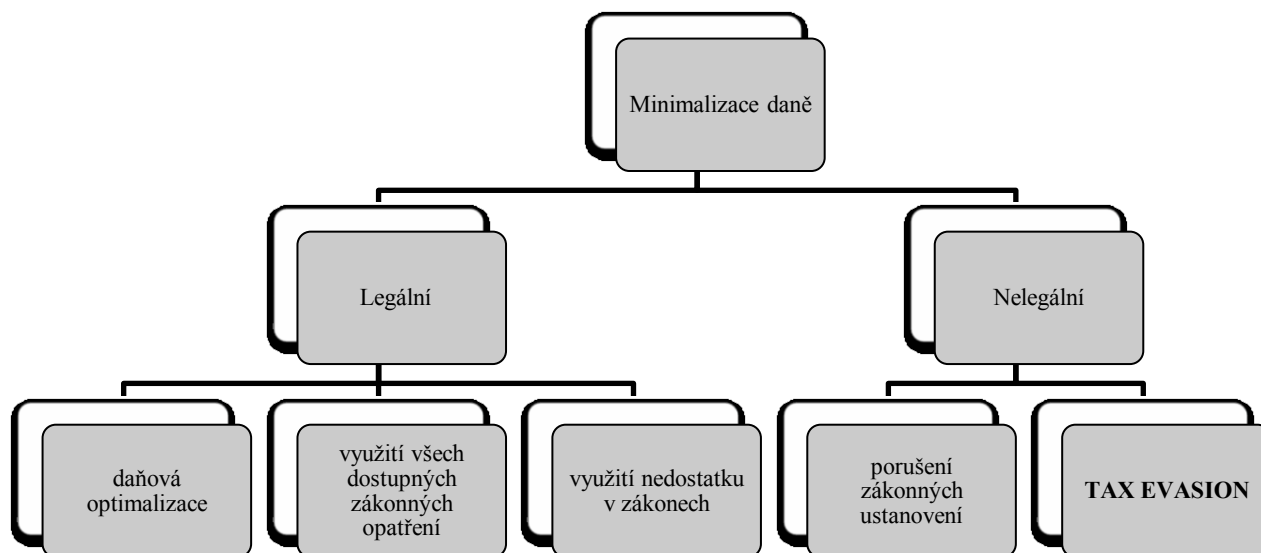 Minimalizace daně
Legální
Nelegální
daňová
optimalizace
využití všech
dostupných
zákonných
opatření
využití nedostatku
v zákonech
porušení
zákonných
ustanovení
TAX EVASION